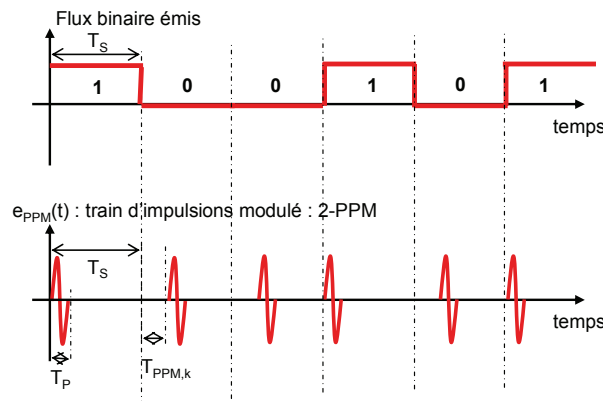 Flux binaire émis
T_S
1 0 0 1 0 1
temps
e_PPM(t) : train d'impulsions modulé : 2-PPM
T_S
temps
T_P
T_PPM,k